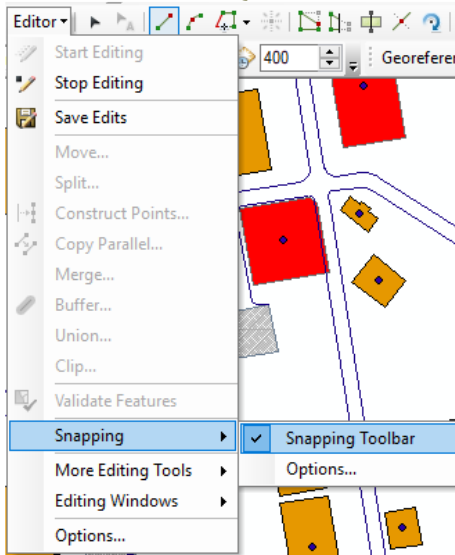 Editor
400
Georeferen
Start Editing
Stop Editing
Save Edits
Move...
Split...
Construct Points...
Copy Parallel...
Merge...
Buffer...
Union...
Clip...
Validate Features
Snapping
Snapping Toolbar
More Editing Tools
Options...
Editing Windows
Options...